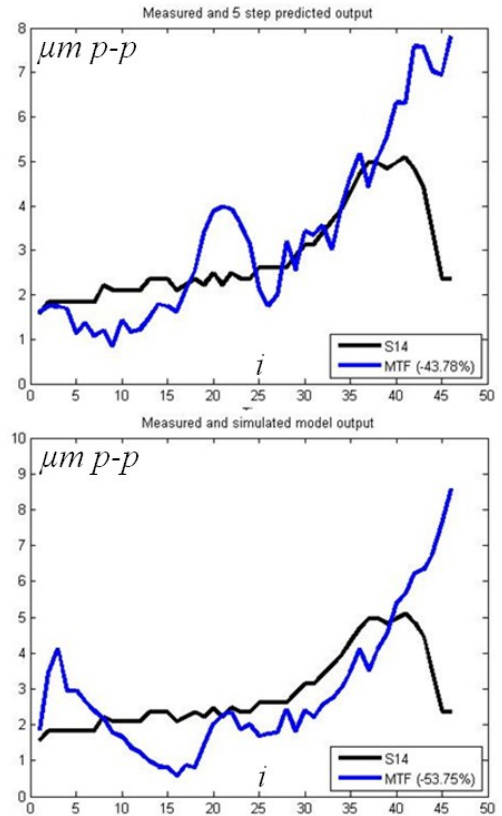 Measured and 5 step predicted output
8
μm p-p
7
6
5
4
3
2
1
0
S14
MTF (-43.78%)
i
0 5 10 15 20 25 30 35 40 45 50
Measured and simulated model output
10
μm p-p
9
8
7
6
5
4
3
2
1
0
S14
MTF (-53.75%)
i
0 5 10 15 20 25 30 35 40 45 50